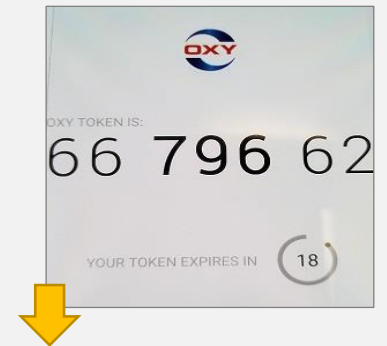 OXY
OXY TOKEN IS:
66 796 62
YOUR TOKEN EXPIRES IN 18